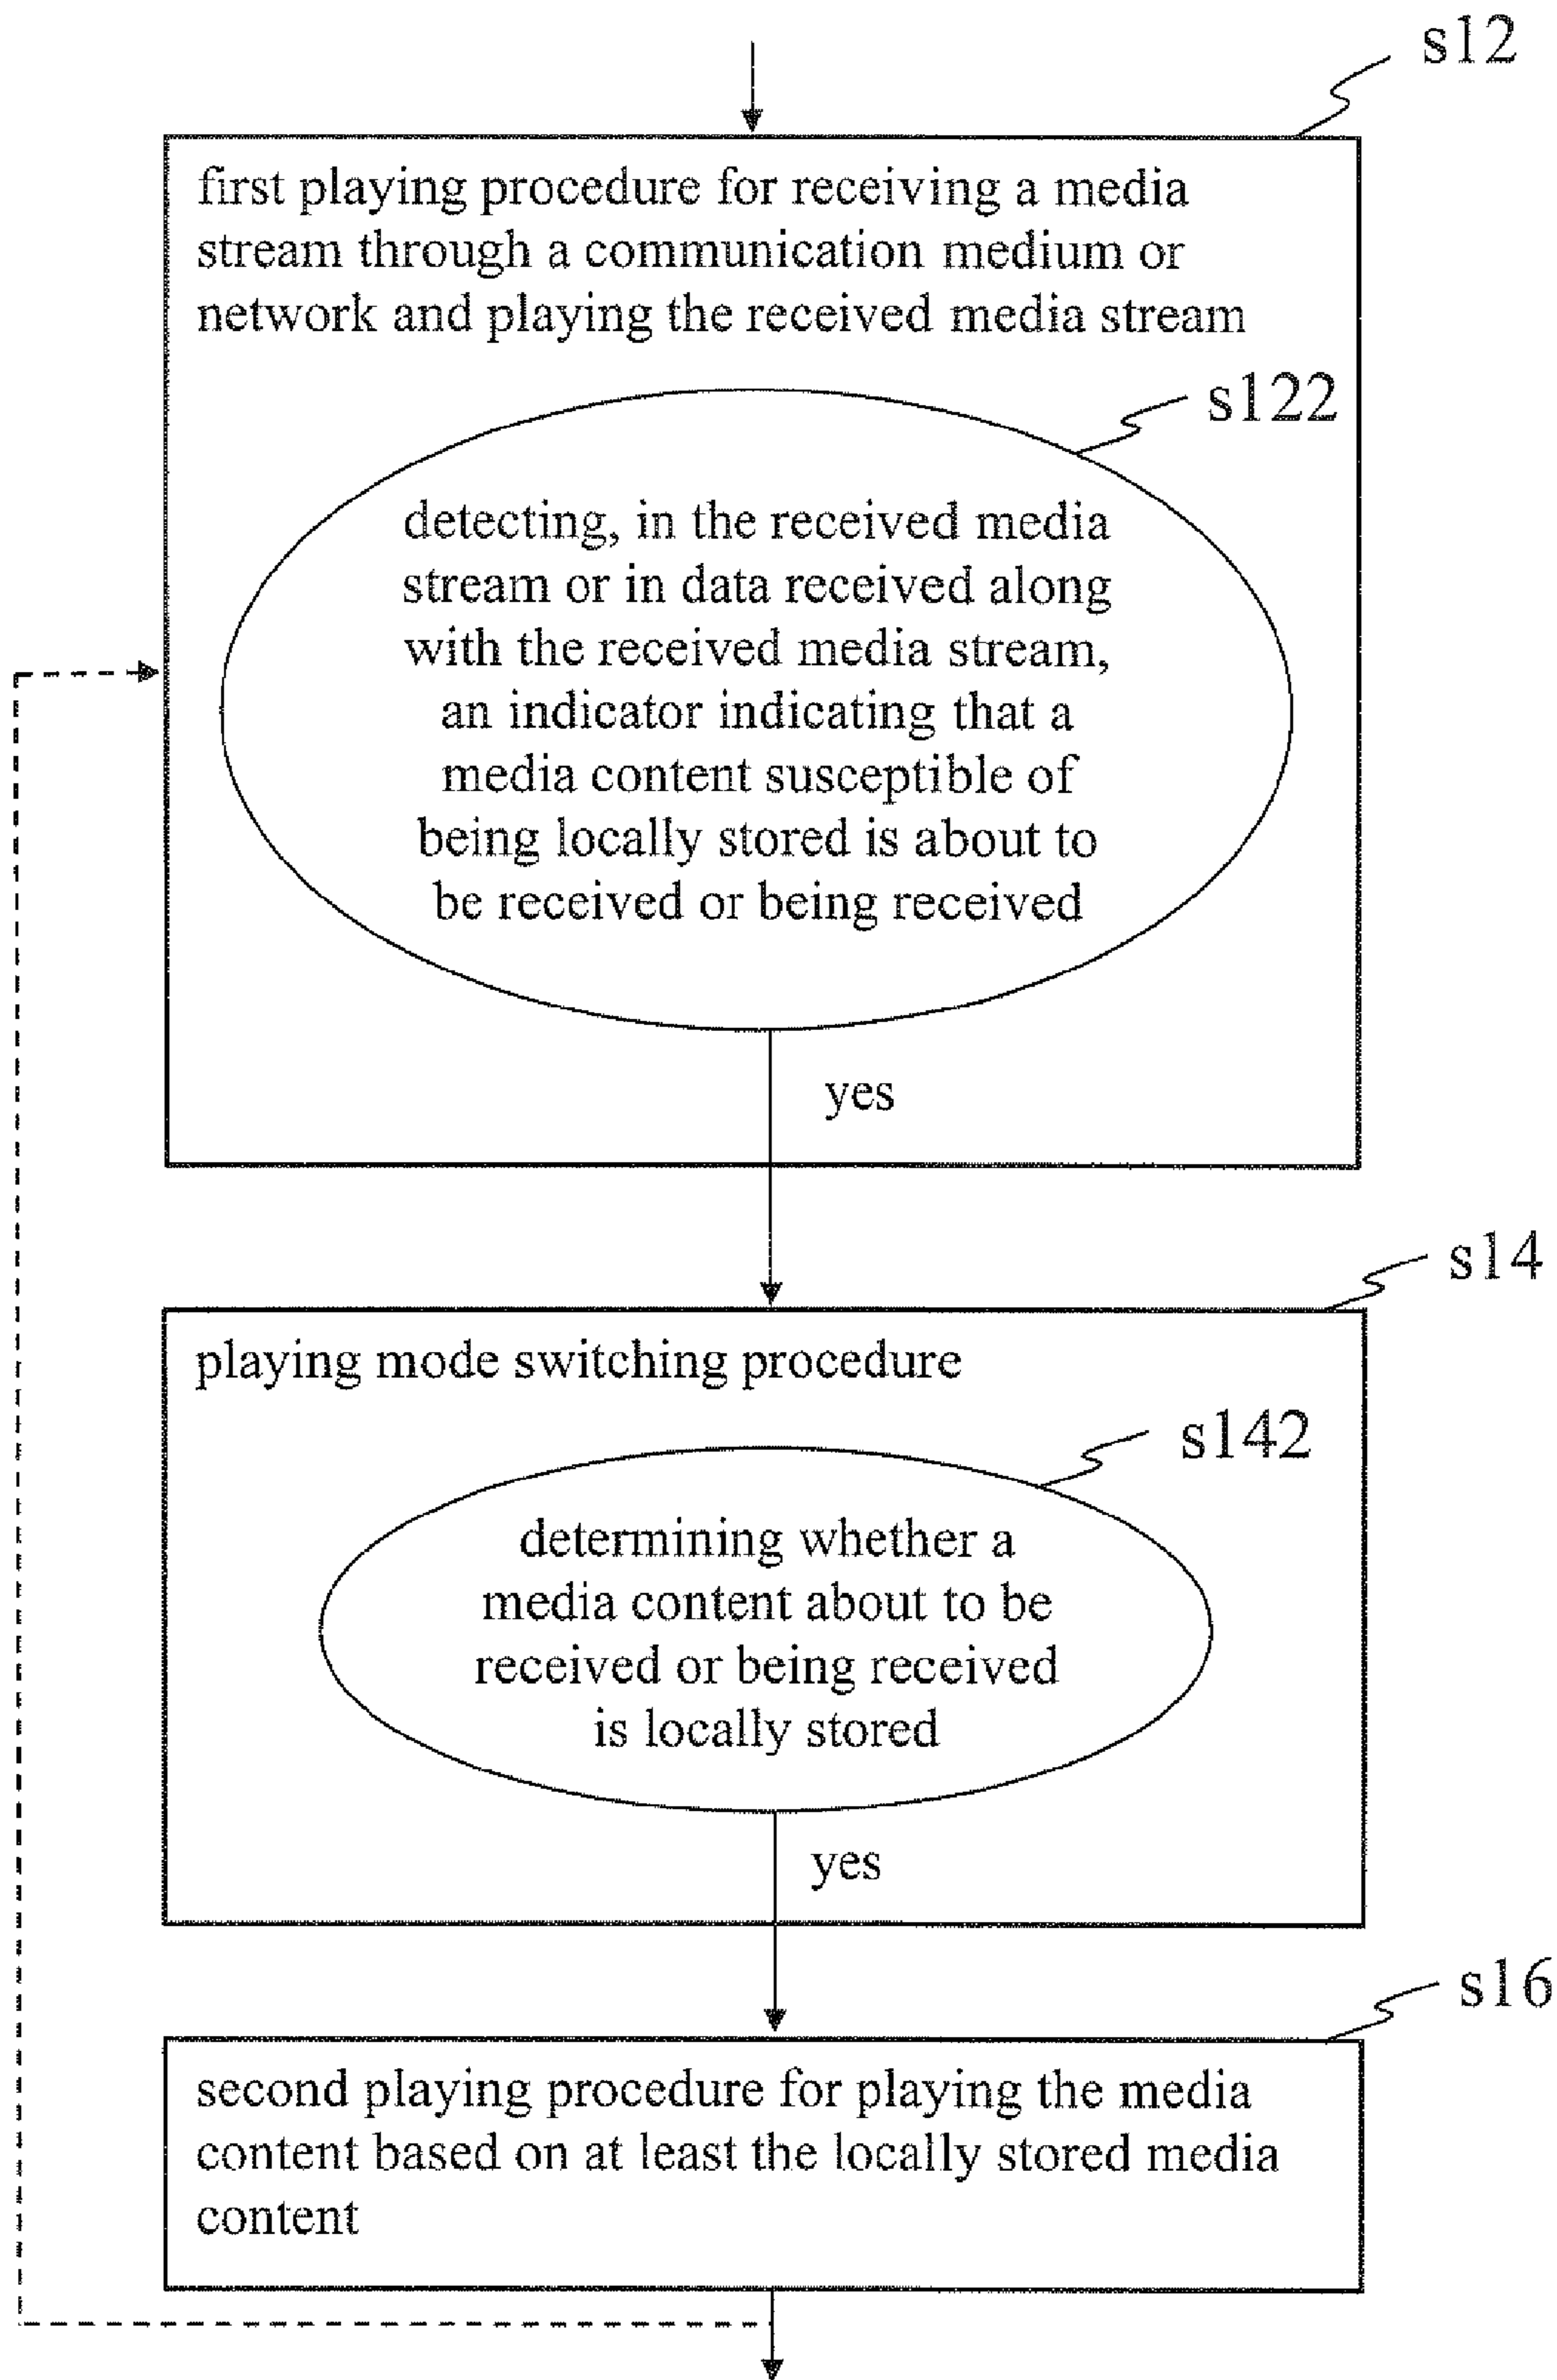 s12
first playing procedure for receiving a media
stream through a communication medium or
network and playing the received media stream
s122
detecting, in the received media
stream or in data received along
with the received media stream,
an indicator indicating that a
media content susceptible of
being locally stored is about to
be received or being received
yes
s14
playing mode switching procedure
s142
determining whether a
media content about to be
received or being received
is locally stored
yes
s16
second playing procedure for playing the media
content based on at least the locally stored media
content